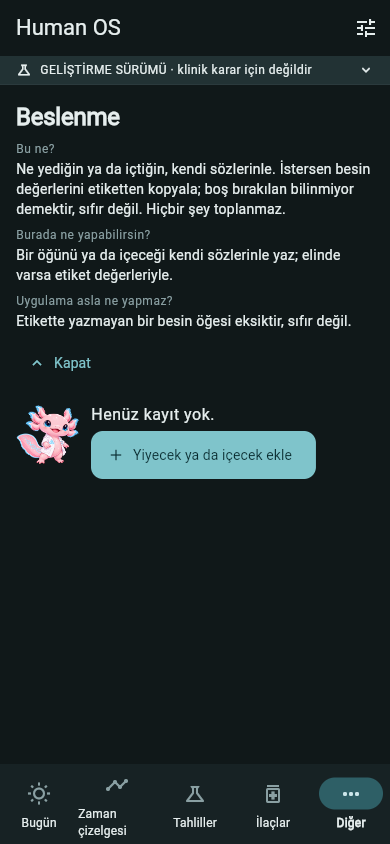 Human OS
GELİŞTİRME SÜRÜMÜ · klinik karar için değildir
Beslenme
Bu ne?
Ne yediğin ya da içtiğin, kendi sözlerinle. İstersen besin
değerlerini etiketten kopyala; boş bırakılan bilinmiyor
demektir, sıfır değil. Hiçbir şey toplanmaz.
Burada ne yapabilirsin?
Bir öğünü ya da içeceği kendi sözlerinle yaz; elinde
varsa etiket değerleriyle.
Uygulama asla ne yapmaz?
Etikette yazmayan bir besin öğesi eksiktir, sıfır değil.
Kapat
Henüz kayıt yok.
Yiyecek ya da içecek ekle
Bugün
Zaman
çizelgesi
Tahliller
İlaçlar
Diğer